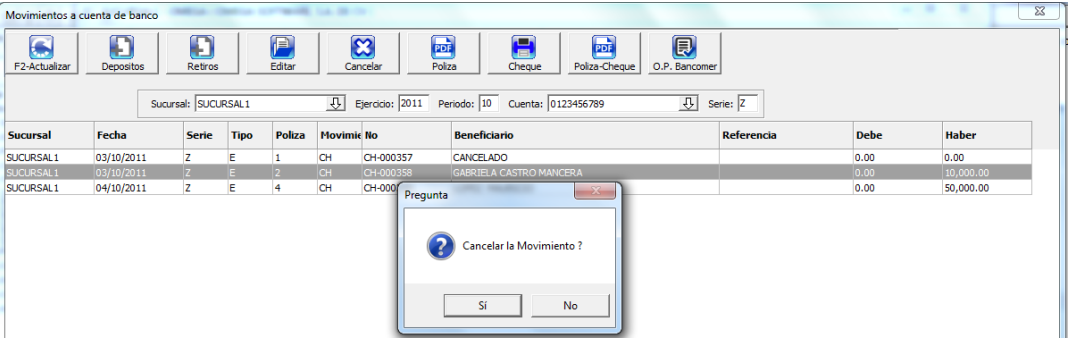 Movimientos a cuenta de banco
F2-Actualizar Depositos Retiros Editar Cancelar PDF Poliza Cheque PDF Poliza-Cheque O.P. Bancomer
Sucursal: SUCURSAL1 Ejercicio: 2011 Periodo: 10 Cuenta: 0123456789 Serie: Z
Sucursal Fecha Serie Tipo Poliza Movimie No Beneficiario Referencia Debe Haber
SUCURSAL1 03/10/2011 Z E 1 CH CH-000357 CANCELADO 0.00 0.00
SUCURSAL1 03/10/2011 Z E 2 CH CH-000358 GABRIELA CASTRO MANCERA 0.00 10,000.00
SUCURSAL1 04/10/2011 Z E 4 CH CH-000 0.00 50,000.00
Pregunta
Cancelar la Movimiento ?
Sí No